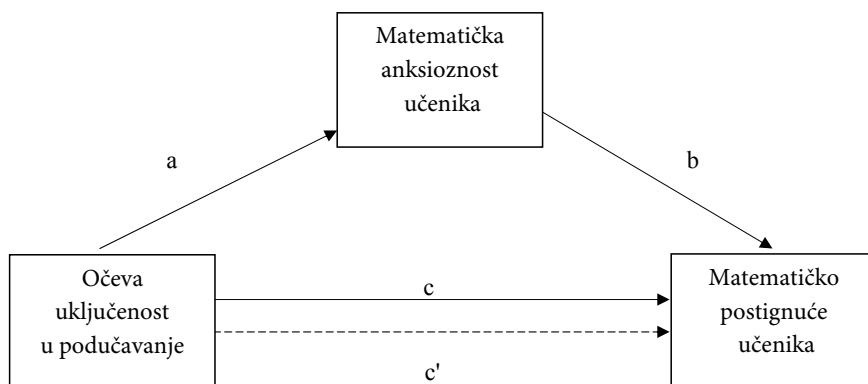 Matematička
anksioznost
učenika
a
b
Očeva
uključenost
u podučavanje
c
c'
Matematičko
postignuće
učenika